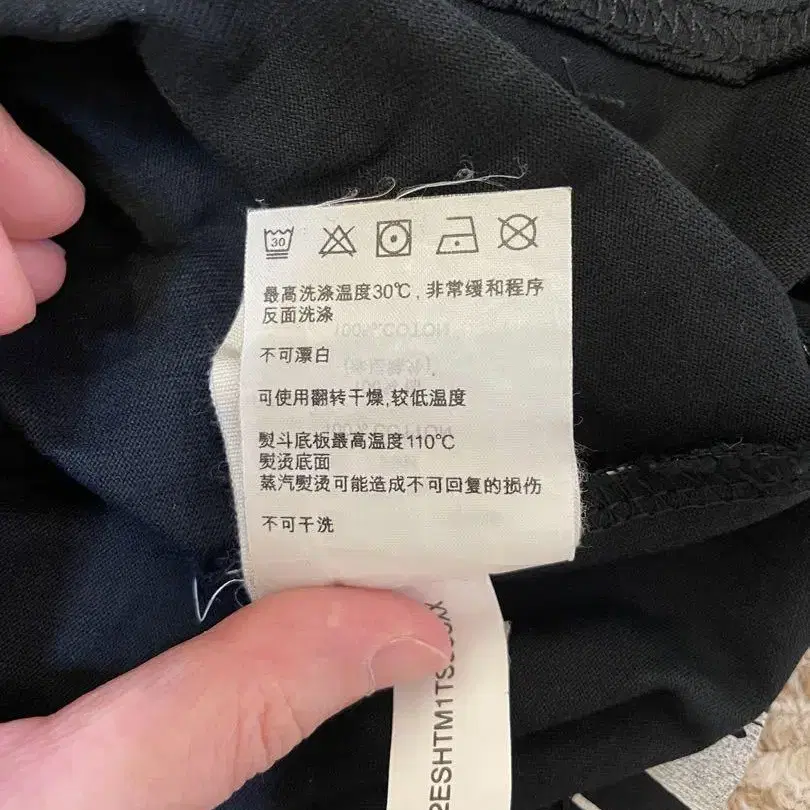 30
最高洗涤温度30℃，非常缓和程序
反面洗涤
不可漂白
可使用翻转干燥,较低温度
熨斗底板最高温度110℃
熨烫底面
蒸汽熨烫可能造成不可回复的损伤
不可干洗